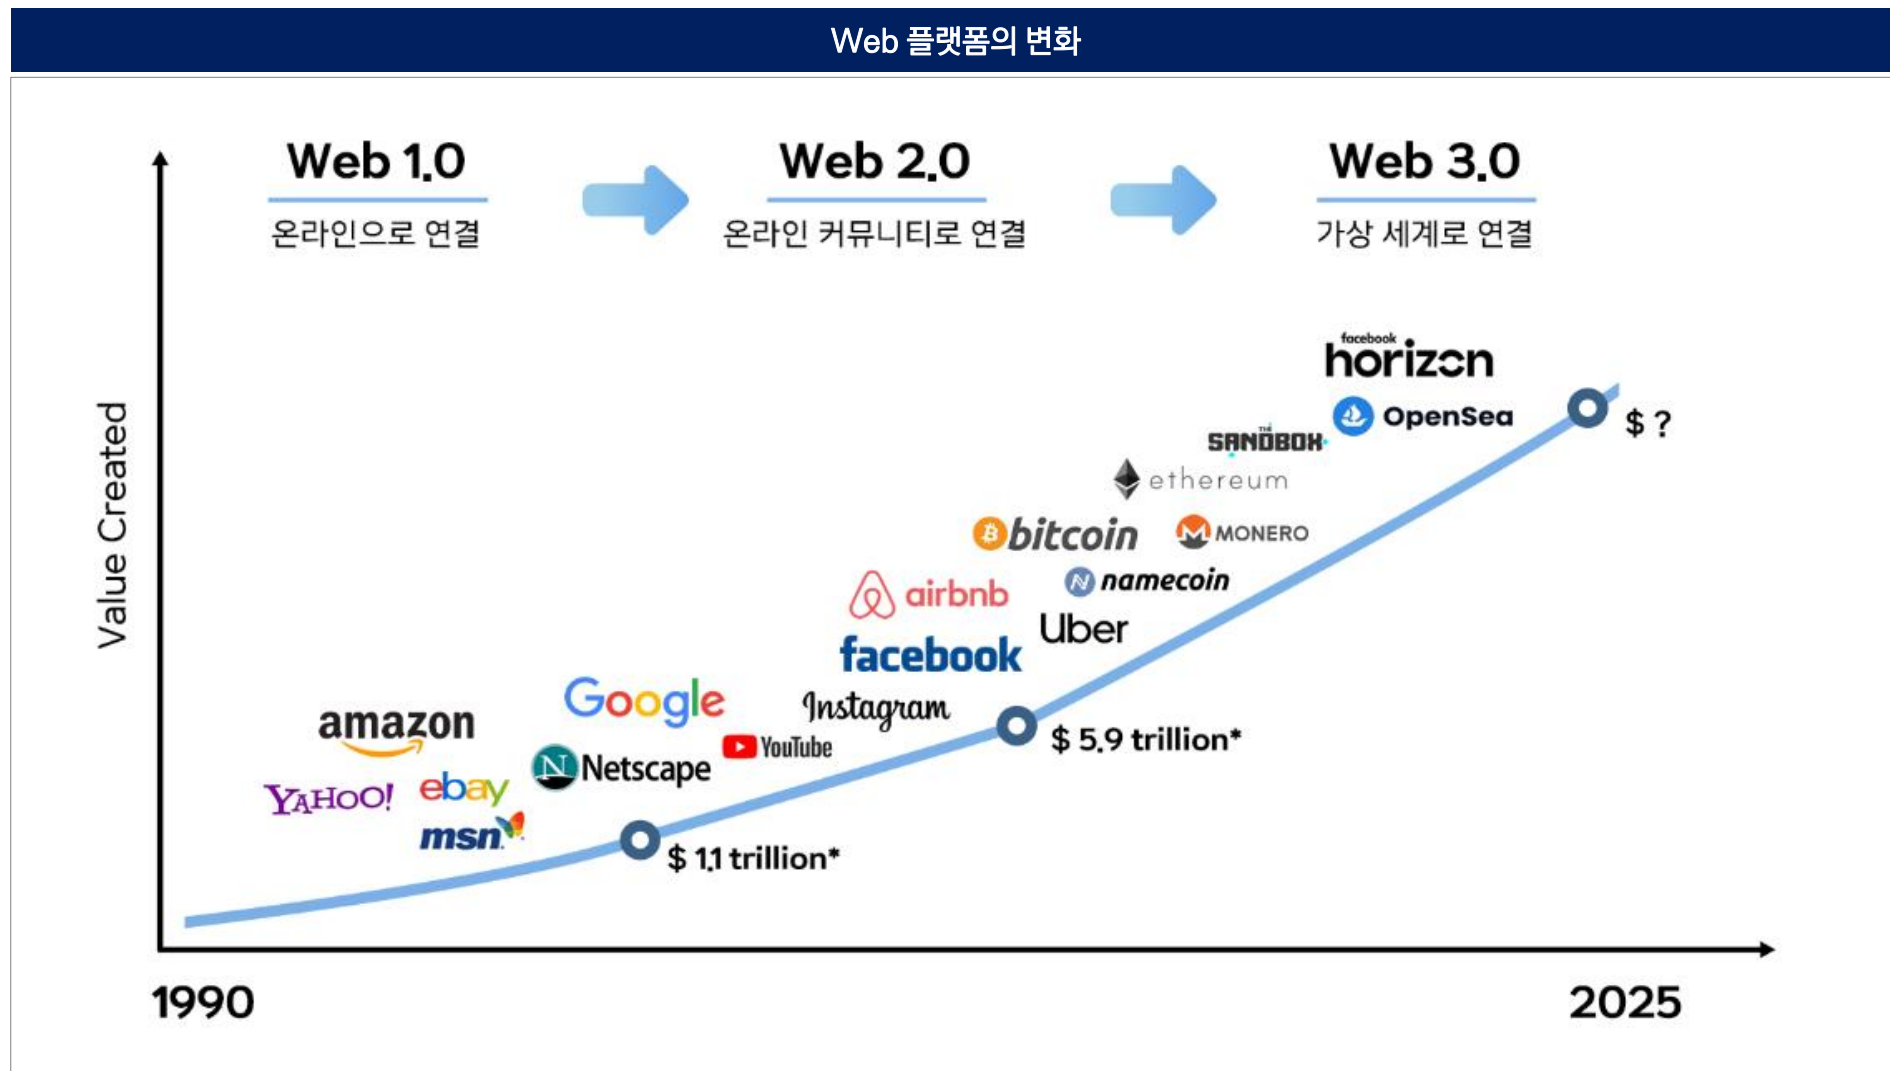 Web 플랫폼의 변화
Web 1.0
온라인으로 연결
Web 2.0
온라인 커뮤니티로 연결
Web 3.0
가상 세계로 연결
Value Created
facebook
horizon
OpenSea
$ ?
THE
SANDBOX
ethereum
bitcoin
MONERO
airbnb
namecoin
Uber
facebook
Google
Instagram
amazon
YouTube
$ 5.9 trillion*
Netscape
YAHOO!
ebay
msn
$ 1.1 trillion*
1990
2025